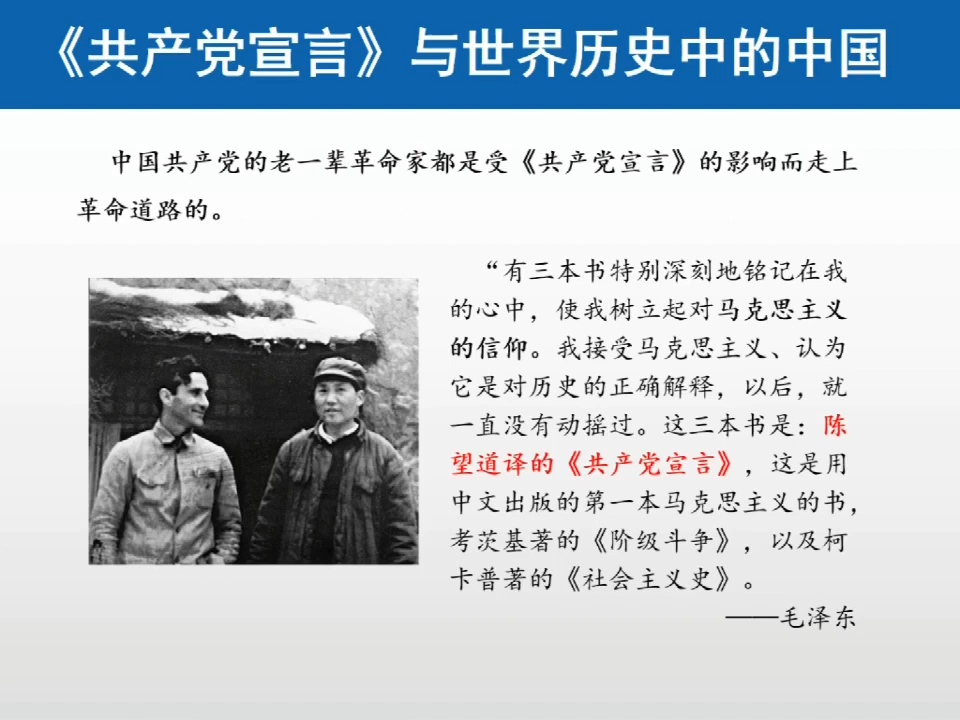 《共产党宣言》与世界历史中的中国
中国共产党的老一辈革命家都是受《共产党宣言》的影响而走上
革命道路的。
“有三本书特别深刻地铭记在我
的心中，使我树立起对马克思主义
的信仰。我接受马克思主义、认为
它是对历史的正确解释，以后，就
一直没有动摇过。这三本书是：陈
望道译的《共产党宣言》，这是用
中文出版的第一本马克思主义的书，
考茨基著的《阶级斗争》，以及柯
卡普著的《社会主义史》。
——毛泽东